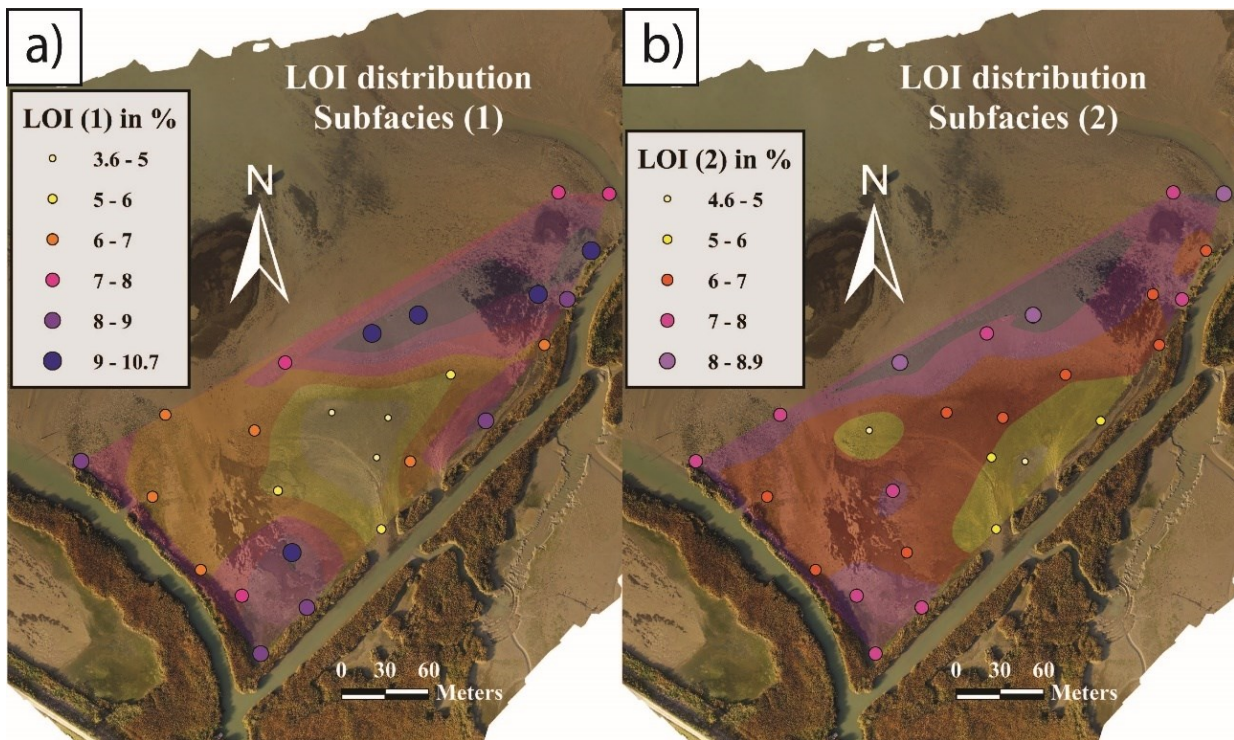 a)
LOI distribution
Subfacies (1)
LOI (1) in %
3.6 - 5
5 - 6
6 - 7
7 - 8
8 - 9
9 - 10.7
N
0 30 60
Meters
b)
LOI distribution
Subfacies (2)
LOI (2) in %
4.6 - 5
5 - 6
6 - 7
7 - 8
8 - 8.9
N
0 30 60
Meters